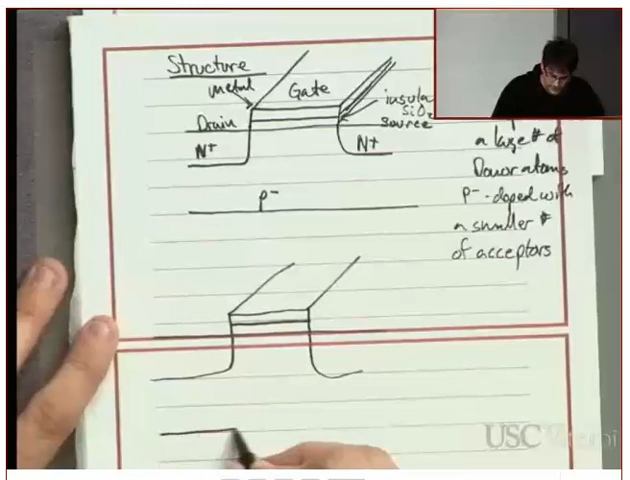 Structure
metal
Gate
insula
SiO2
Drain
source
N+
N+
a large # of
Donor atoms
P-
P- - doped with
a smaller #
of acceptors
USC Viterbi